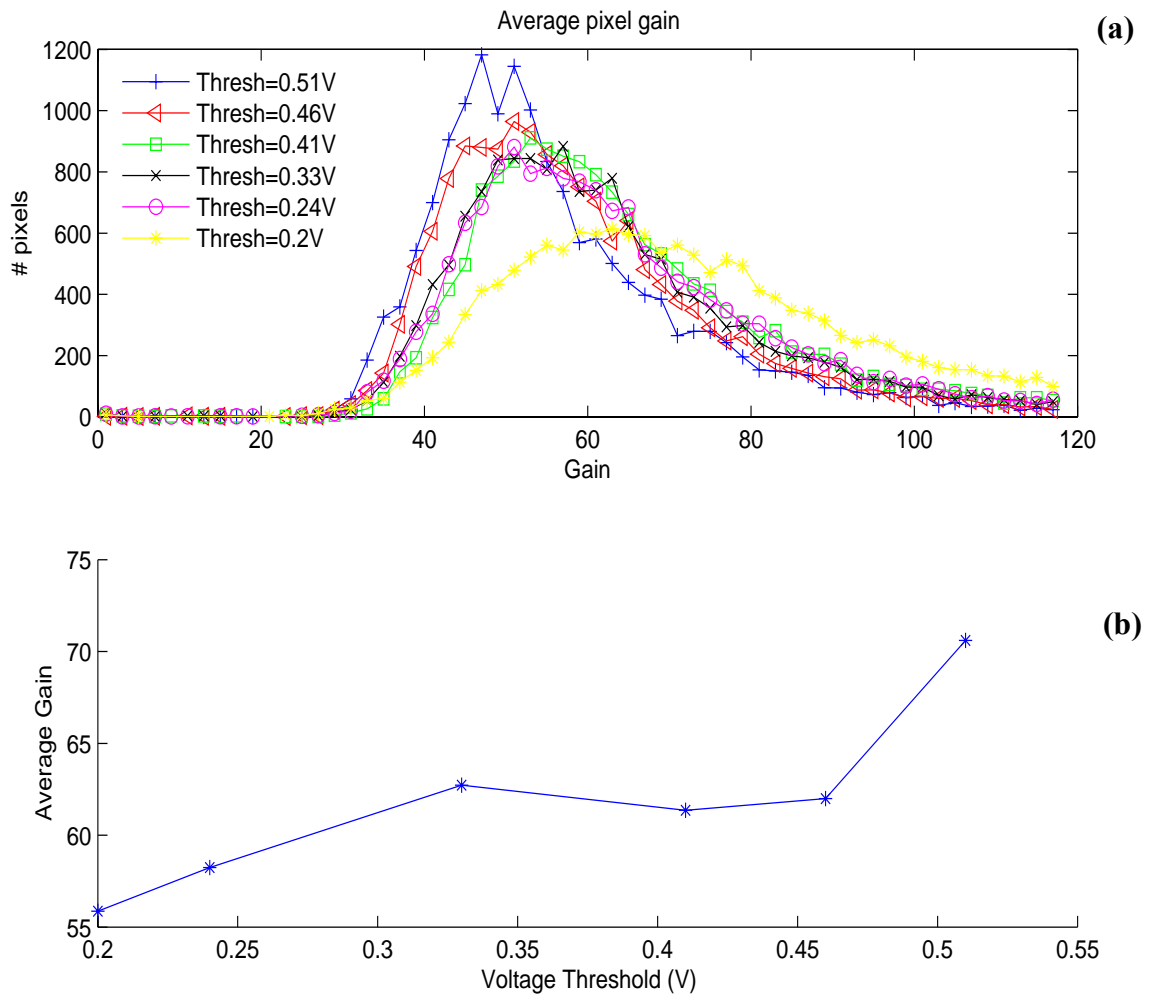 Average pixel gain
(a)
1200
1000
800
600
400
200
0
# pixels
Thresh=0.51V
Thresh=0.46V
Thresh=0.41V
Thresh=0.33V
Thresh=0.24V
Thresh=0.2V
0 20 40 60 80 100 120
Gain
(b)
75
70
65
60
55
Average Gain
0.2 0.25 0.3 0.35 0.4 0.45 0.5 0.55
Voltage Threshold (V)